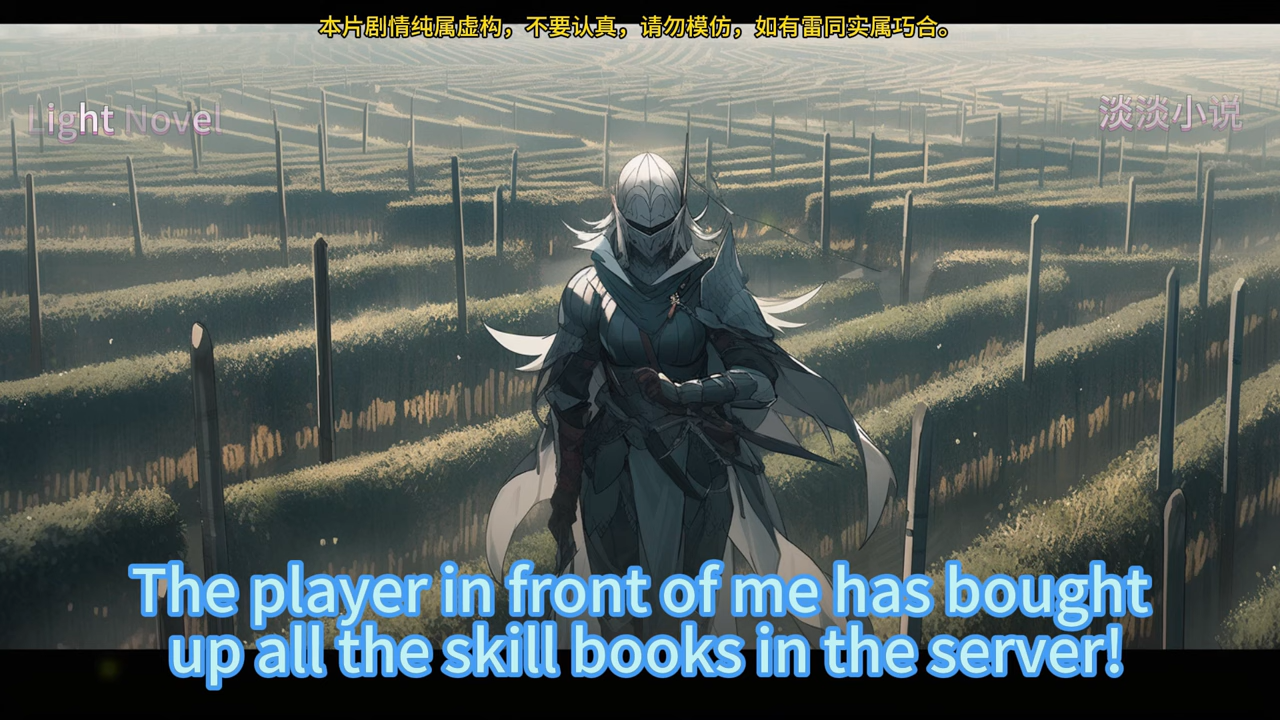 本片剧情纯属虚构，不要认真，请勿模仿，如有雷同实属巧合。
Light Novel
淡淡小说
The player in front of me has bought
up all the skill books in the server!